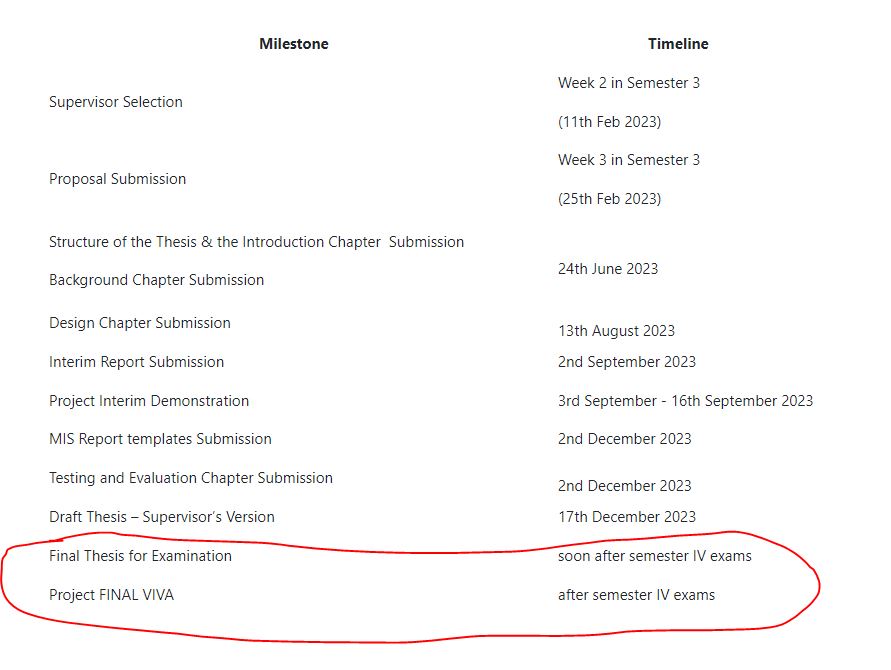 Milestone Timeline
Supervisor Selection
Week 2 in Semester 3
(11th Feb 2023)
Proposal Submission
Week 3 in Semester 3
(25th Feb 2023)
Structure of the Thesis & the Introduction Chapter  Submission
Background Chapter Submission
24th June 2023
Design Chapter Submission
13th August 2023
Interim Report Submission
2nd September 2023
Project Interim Demonstration
3rd September - 16th September 2023
MIS Report templates Submission
2nd December 2023
Testing and Evaluation Chapter Submission
2nd December 2023
Draft Thesis – Supervisor's Version
17th December 2023
Final Thesis for Examination
soon after semester IV exams
Project FINAL VIVA
after semester IV exams